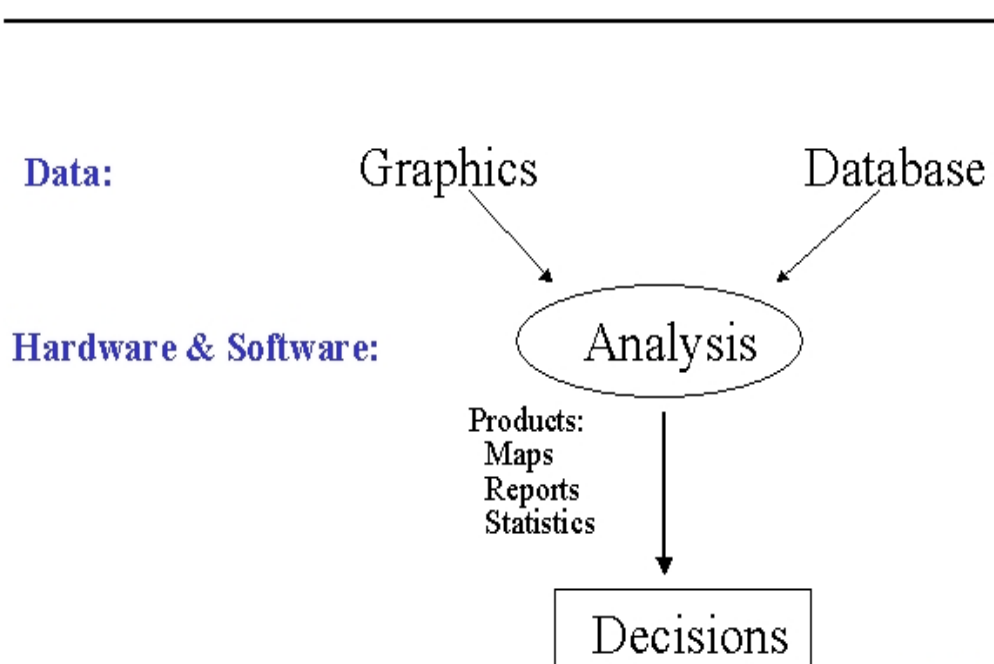 Data:
Graphics
Database
Hardware & Software:
Analysis
Products:
Maps
Reports
Statistics
Decisions